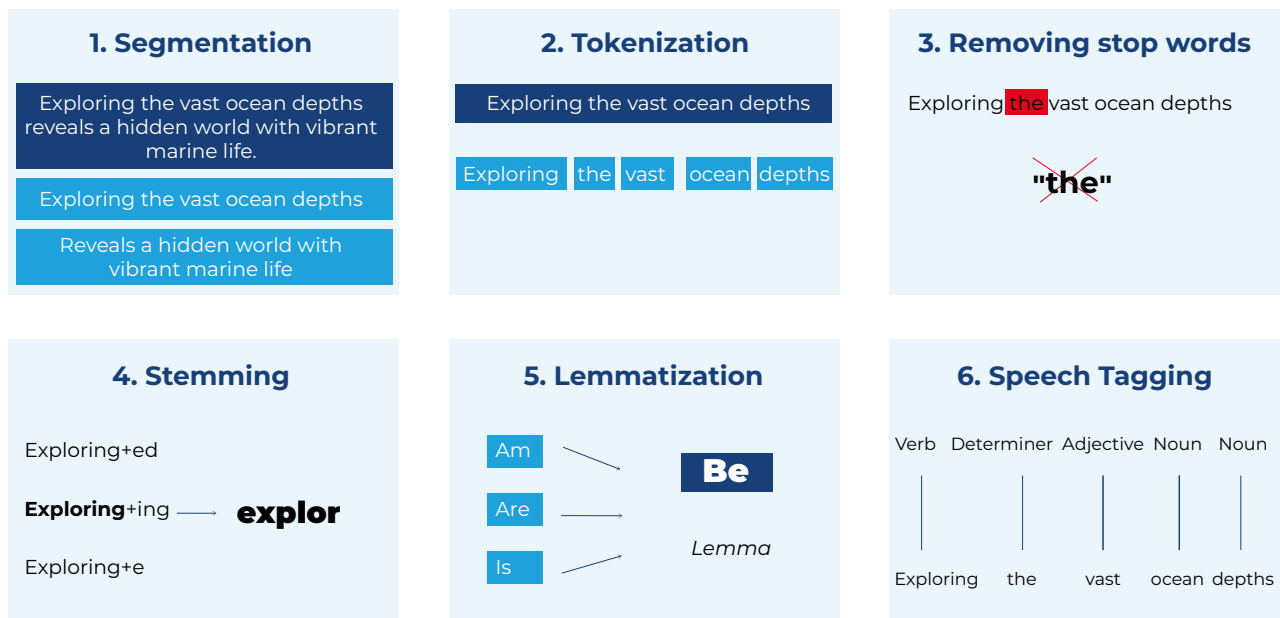 1. Segmentation
Exploring the vast ocean depths
reveals a hidden world with vibrant
marine life.
Exploring the vast ocean depths
Reveals a hidden world with
vibrant marine life
2. Tokenization
Exploring the vast ocean depths
Exploring the vast ocean depths
3. Removing stop words
Exploring the vast ocean depths
"the"
4. Stemming
Exploring+ed
Exploring+ing explor
Exploring+e
5. Lemmatization
Am
Are
Is
Be
Lemma
6. Speech Tagging
Verb Determiner Adjective Noun Noun
Exploring the vast ocean depths